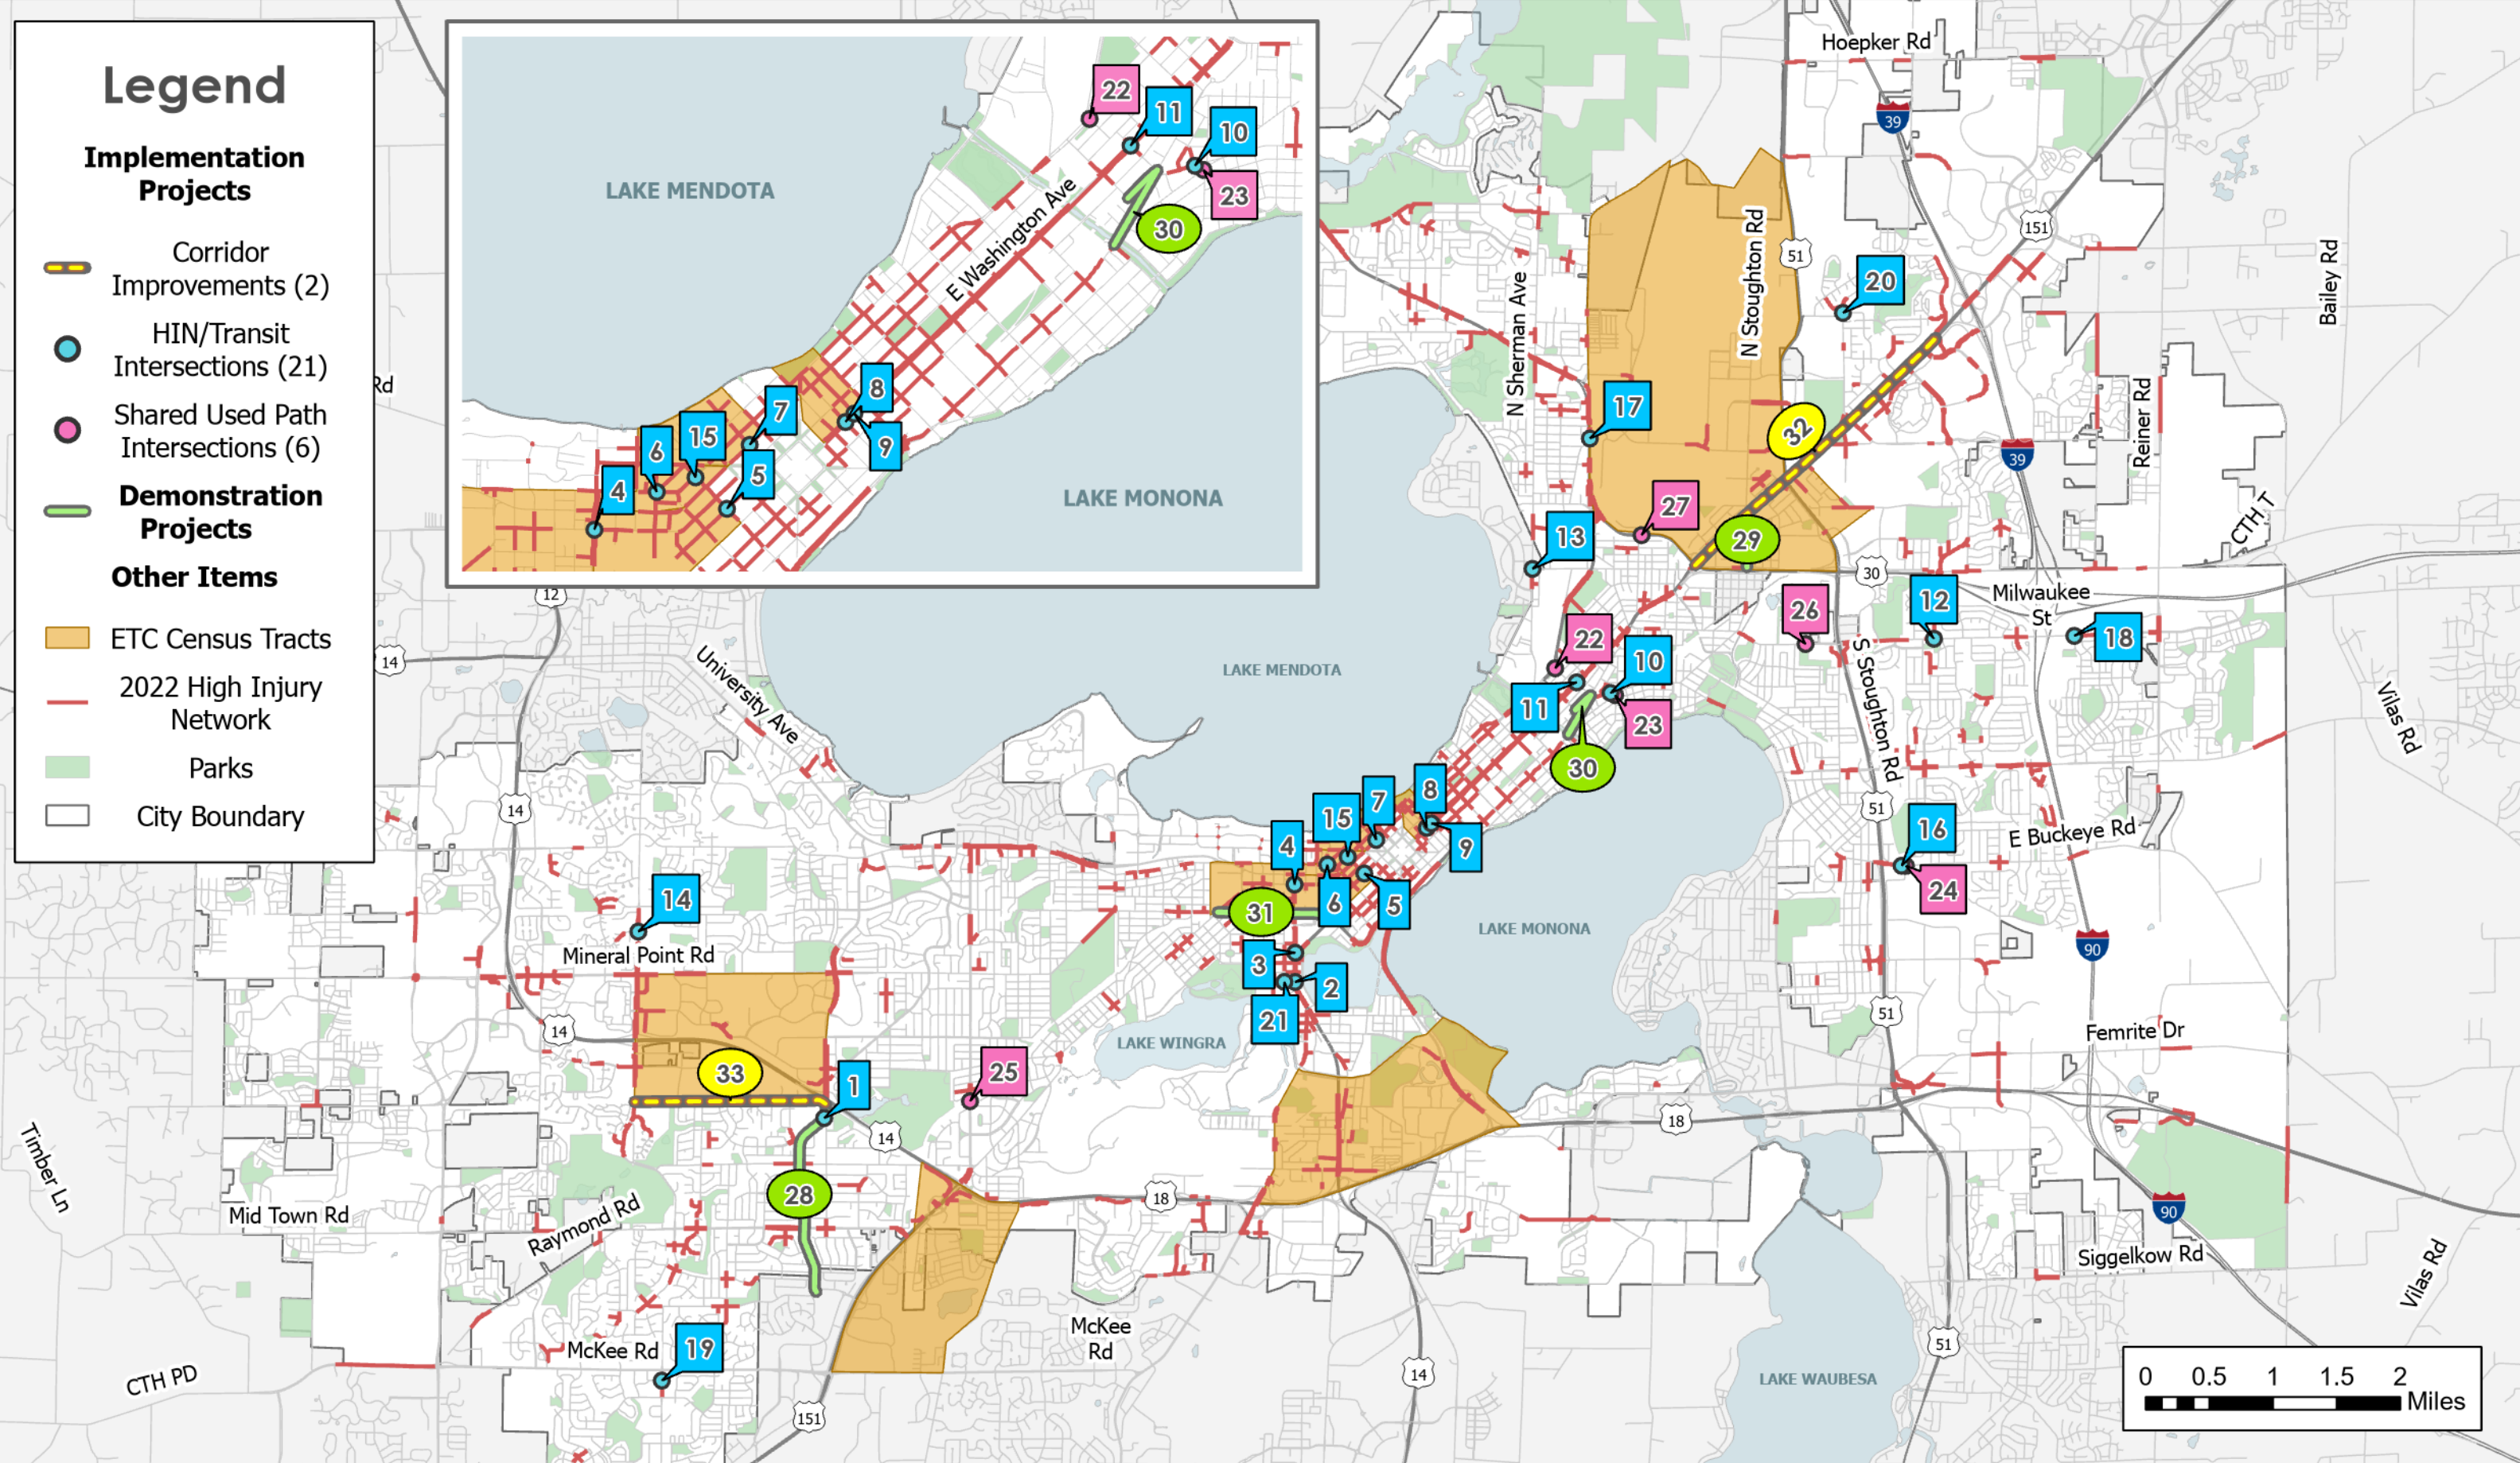 Legend
Implementation
Projects
Corridor
Improvements (2)
HIN/Transit
Intersections (21)
Shared Used Path
Intersections (6)
Demonstration
Projects
Other Items
ETC Census Tracts
2022 High Injury
Network
Parks
City Boundary
LAKE MENDOTA
E Washington Ave
LAKE MONONA
22
11
10
23
30
8
7
9
15
6
5
4
Rd
Hoepker Rd
39
151
51
N Stoughton Rd
N Sherman Ave
Bailey Rd
20
17
32
39
Reiner Rd
CTH T
27
13
29
30
Milwaukee
St
12
18
26
S Stoughton Rd
Vilas Rd
12
14
University Ave
LAKE MENDOTA
22
10
11
23
30
14
51
16
E Buckeye Rd
24
8
7
15
9
4
6
5
31
14
Mineral Point Rd
LAKE MONONA
90
3
2
21
51
Femrite Dr
14
LAKE WINGRA
33
1
25
14
18
Timber Ln
28
18
90
Mid Town Rd
Raymond Rd
Siggelkow Rd
Vilas Rd
McKee
Rd
McKee Rd
19
CTH PD
151
14
51
LAKE WAUBESA
0 0.5 1 1.5 2
Miles